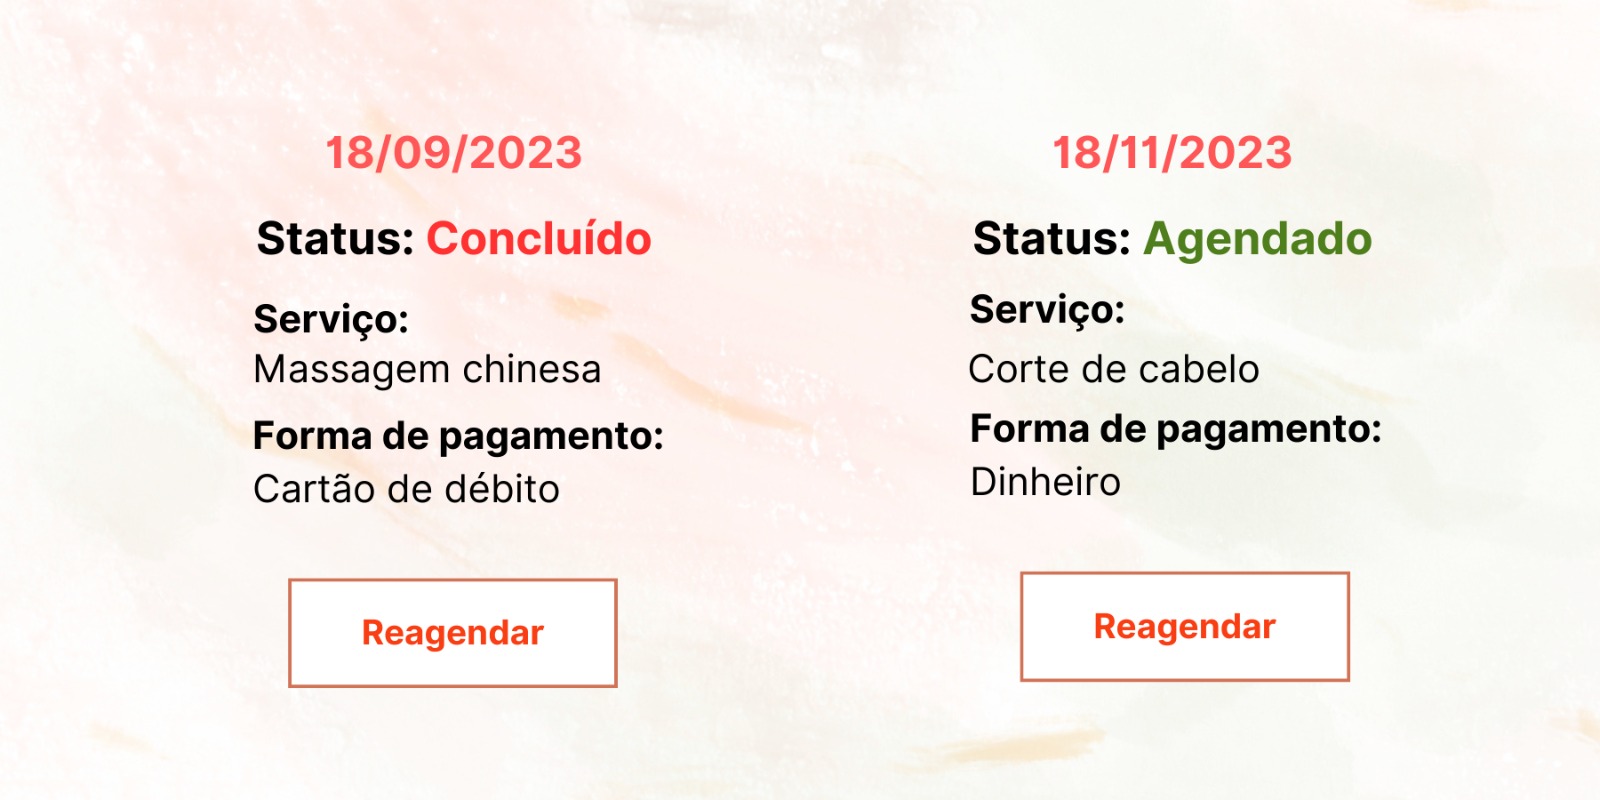 18/09/2023
Status: Concluído
Serviço:
Massagem chinesa
Forma de pagamento:
Cartão de débito
Reagendar
18/11/2023
Status: Agendado
Serviço:
Corte de cabelo
Forma de pagamento:
Dinheiro
Reagendar